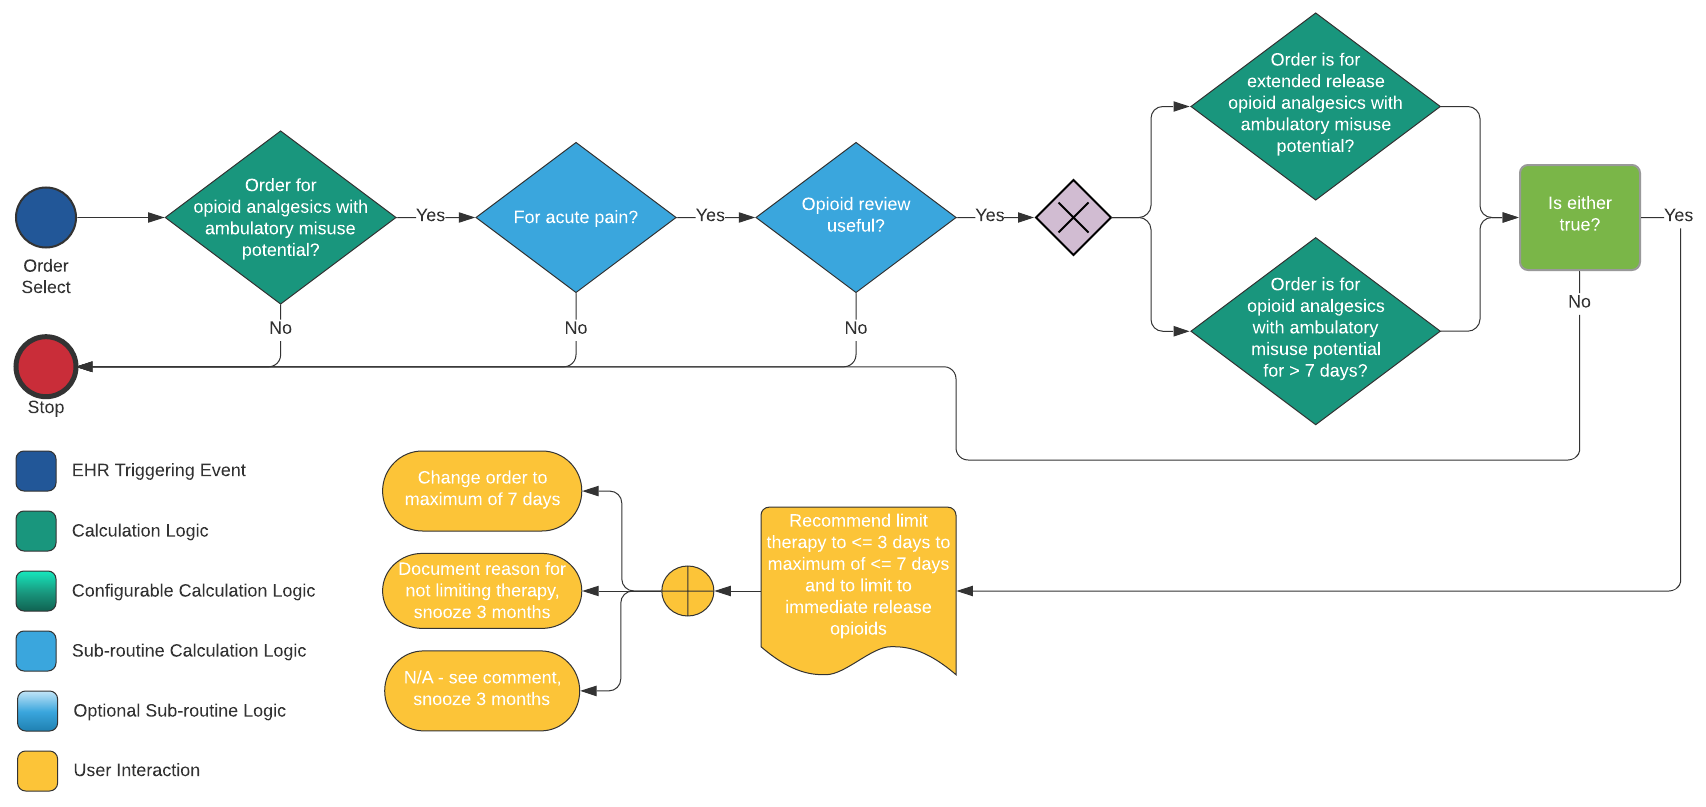 Order for
opioid analgesics with
ambulatory misuse
potential?
Yes
For acute pain?
Yes
Opioid review
useful?
Yes
Order is for
extended release
opioid analgesics with
ambulatory misuse
potential?
Order is for
opioid analgesics
with ambulatory
misuse potential
for > 7 days?
Is either
true?
Yes
No
Order
Select
No
No
No
Stop
EHR Triggering Event
Calculation Logic
Configurable Calculation Logic
Sub-routine Calculation Logic
Optional Sub-routine Logic
User Interaction
Change order to
maximum of 7 days
Document reason for
not limiting therapy,
snooze 3 months
N/A - see comment,
snooze 3 months
Recommend limit
therapy to <= 3 days to
maximum of <= 7 days
and to limit to
immediate release
opioids